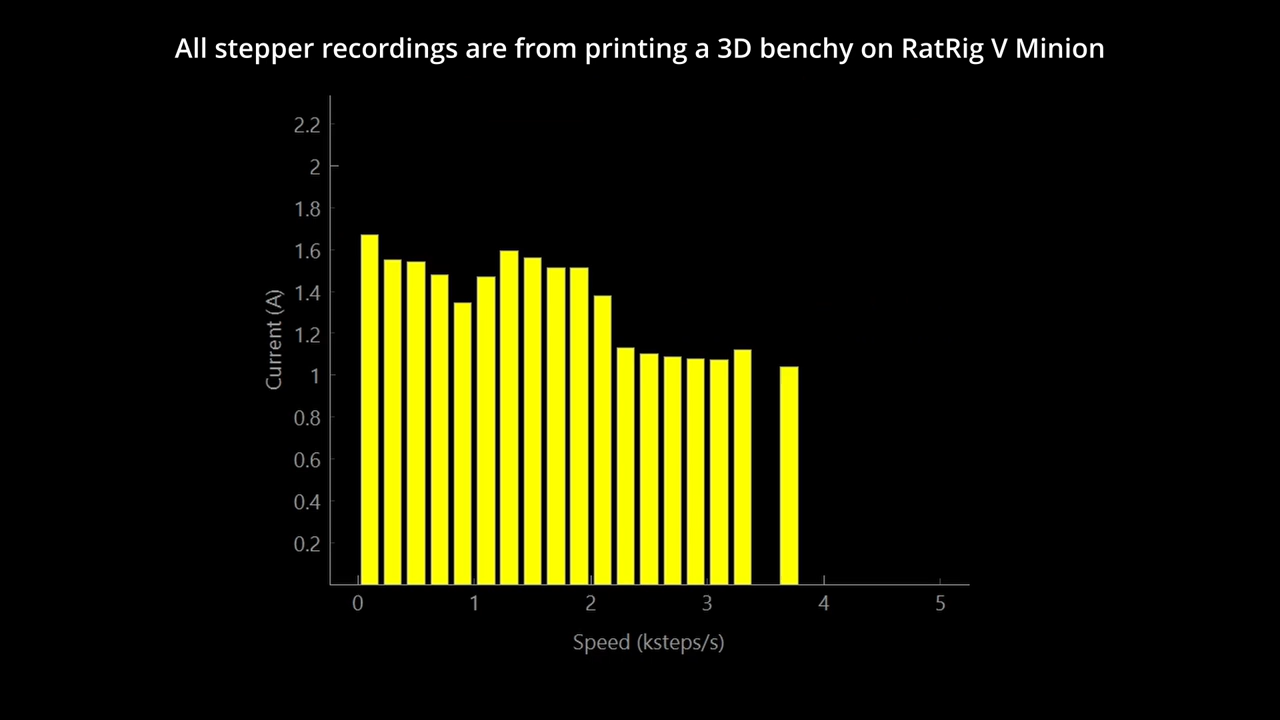 All stepper recordings are from printing a 3D benchy on RatRig V Minion
2.2
2
1.8
1.6
1.4
1.2
1
0.8
0.6
0.4
0.2
Current (A)
0 1 2 3 4 5
Speed (ksteps/s)